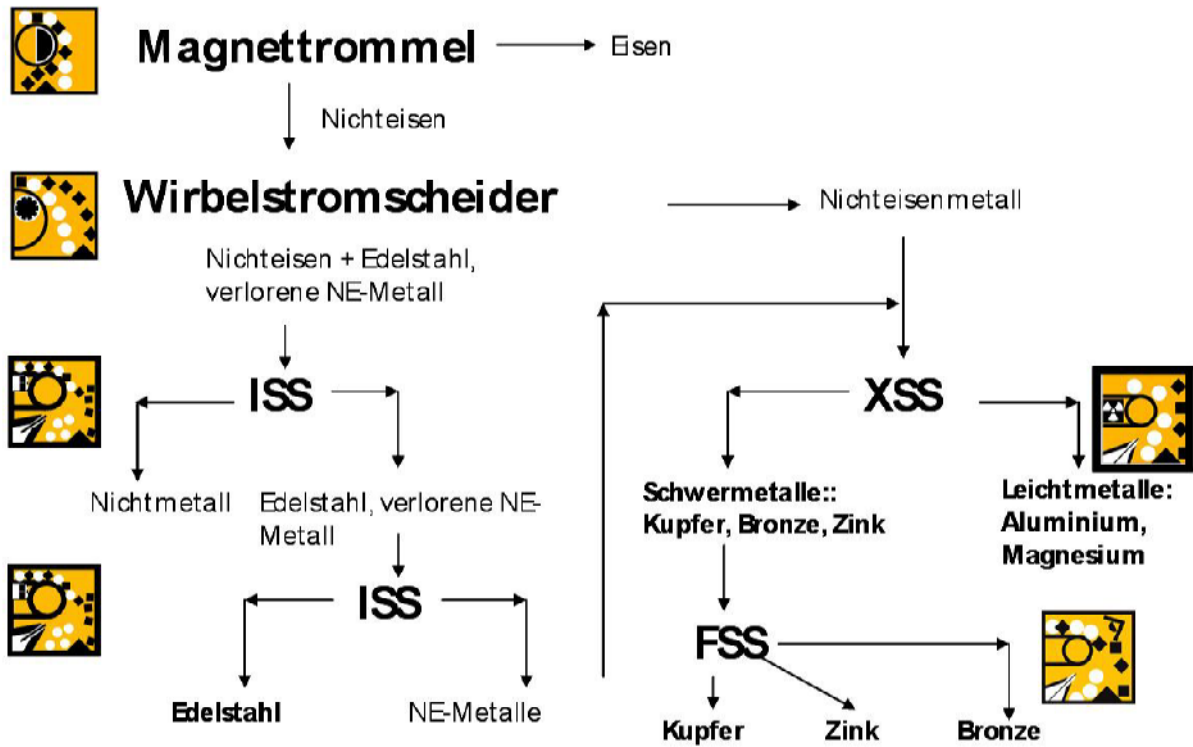 Magnettrommel
Eisen
Nichteisen
Wirbelstromscheider
Nichteisenmetall
Nichteisen + Edelstahl,
verlorene NE-Metall
ISS
XSS
Nichtmetall
Edelstahl, verlorene NE-
Metall
Schwermetalle::
Kupfer, Bronze, Zink
Leichtmetalle:
Aluminium,
Magnesium
ISS
FSS
Edelstahl
NE-Metalle
Kupfer
Zink
Bronze